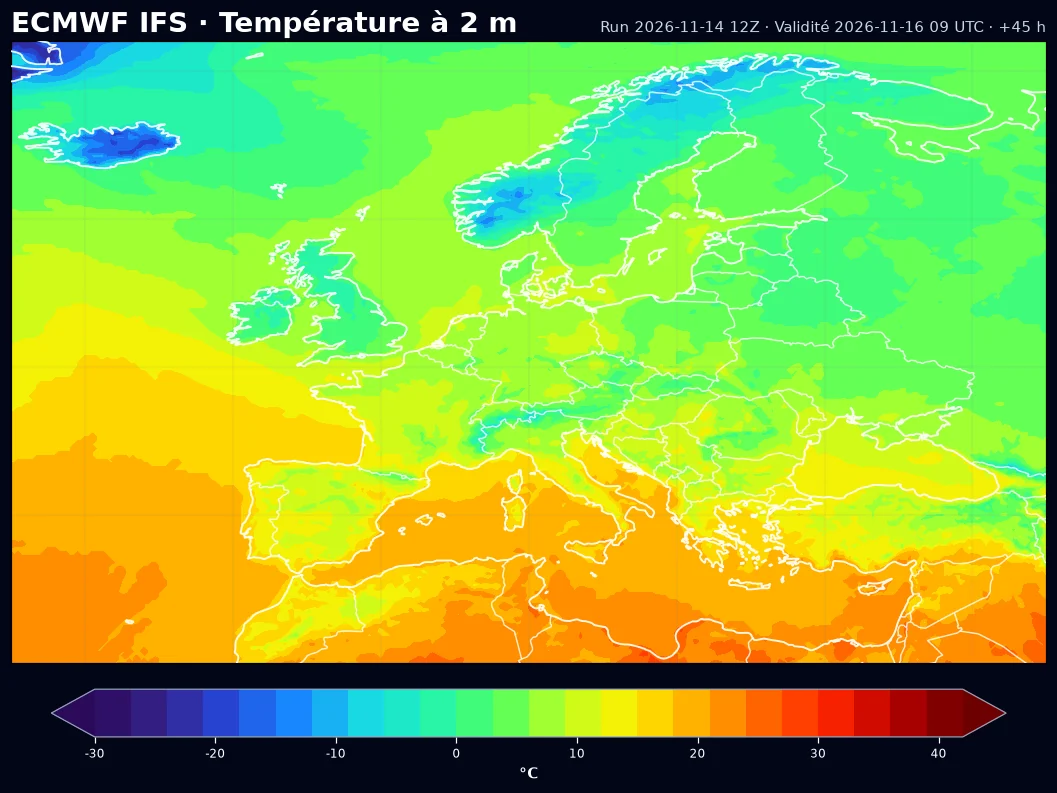 ECMWF IFS · Température à 2 m
Run 2026-11-14 12Z · Validité 2026-11-16 09 UTC · +45 h
-30 -20 -10 0 10 20 30 40
°C